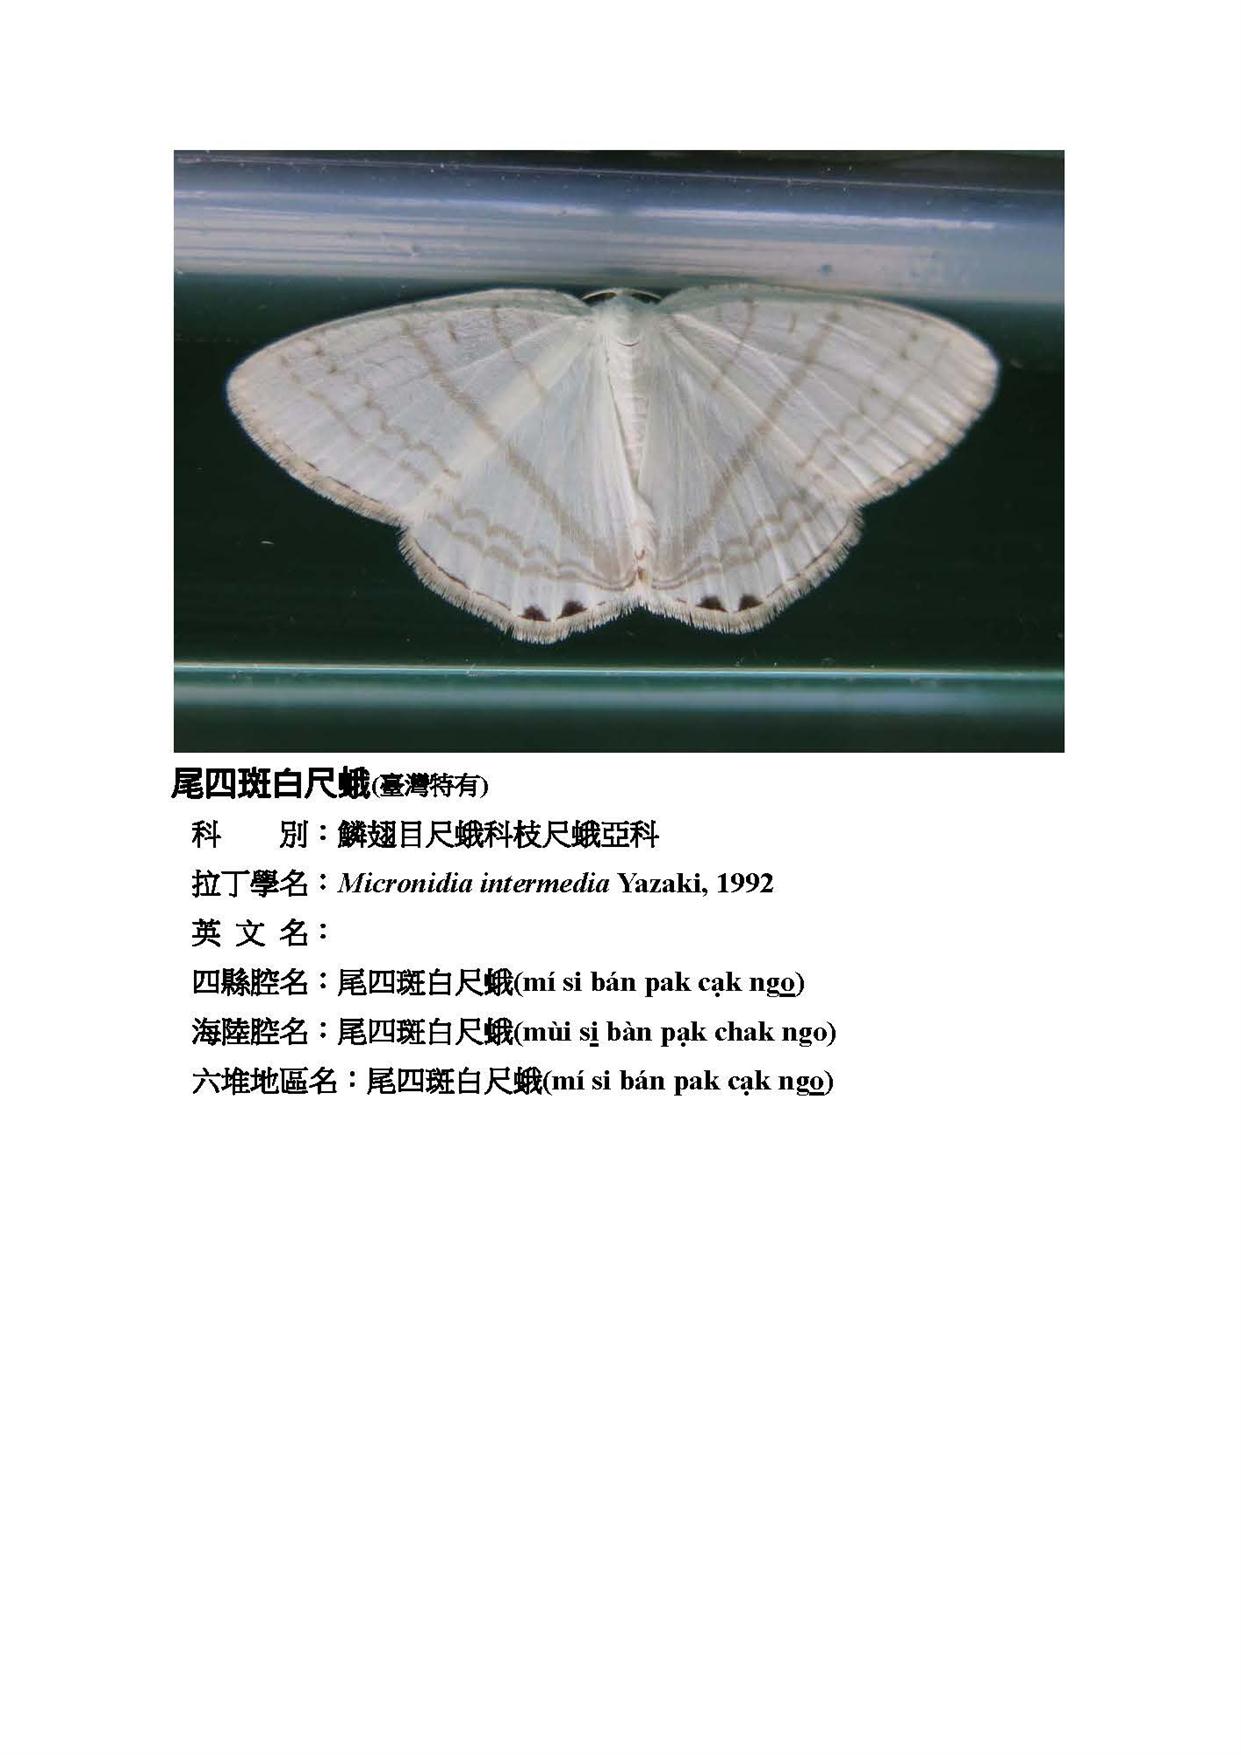 尾四斑白尺蛾(臺灣特有)
科　　別：鱗翅目尺蛾科枝尺蛾亞科
拉丁學名：Micronidia intermedia Yazaki, 1992
英 文 名：
四縣腔名：尾四斑白尺蛾(mí si bán pak cạk ngo̲)
海陸腔名：尾四斑白尺蛾(mùi si̲ bàn pạk chak ngo)
六堆地區名：尾四斑白尺蛾(mí si bán pak cạk ngo̲)